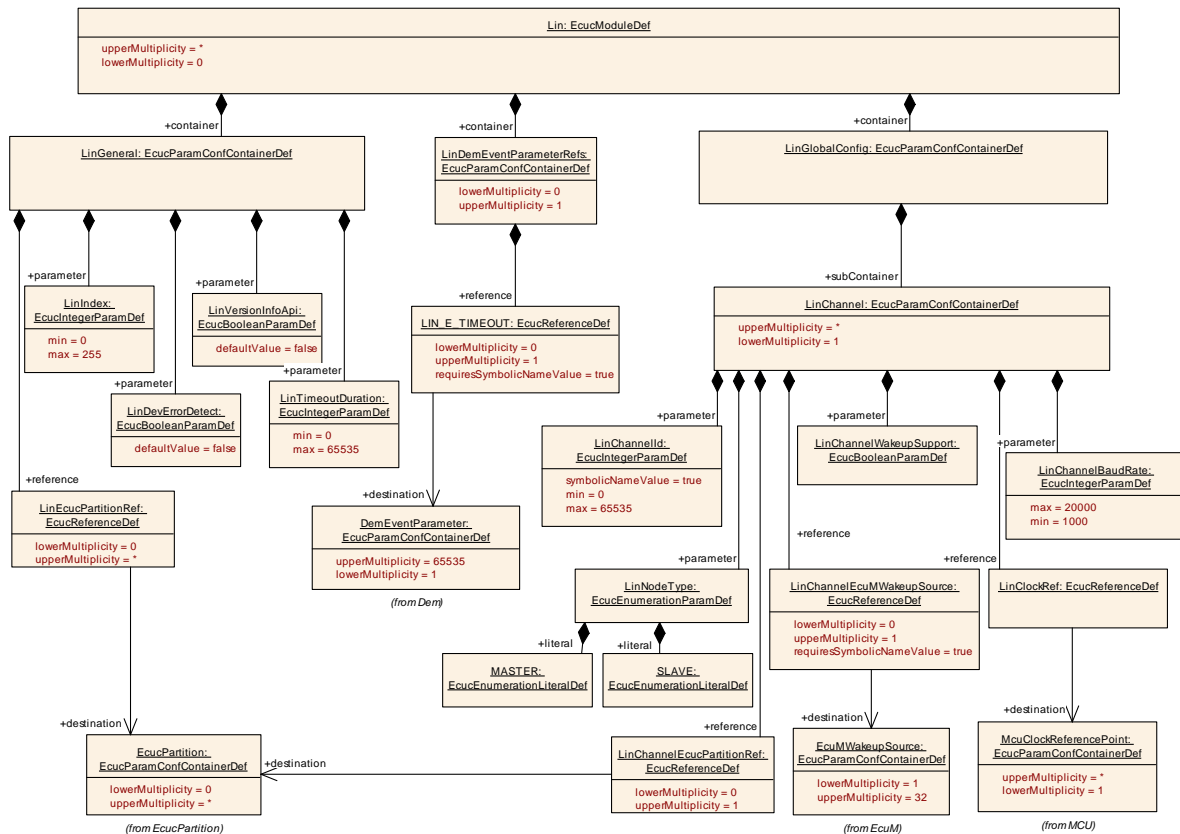 Lin: EcucModuleDef
upperMultiplicity = *
lowerMultiplicity = 0
+container
+container
+container
LinGeneral: EcucParamConfContainerDef
LinDemEventParameterRefs:
EcucParamConfContainerDef
lowerMultiplicity = 0
upperMultiplicity = 1
LinGlobalConfig: EcucParamConfContainerDef
+parameter
+parameter
LinIndex:
EcucIntegerParamDef
min = 0
max = 255
LinVersionInfoApi:
EcucBooleanParamDef
defaultValue = false
+reference
LIN_E_TIMEOUT: EcucReferenceDef
lowerMultiplicity = 0
upperMultiplicity = 1
requiresSymbolicNameValue = true
+subContainer
LinChannel: EcucParamConfContainerDef
upperMultiplicity = *
lowerMultiplicity = 1
+parameter
+parameter
LinDevErrorDetect:
EcucBooleanParamDef
defaultValue = false
LinTimeoutDuration:
EcucIntegerParamDef
min = 0
max = 65535
+parameter
LinChannelId:
EcucIntegerParamDef
symbolicNameValue = true
min = 0
max = 65535
+parameter
LinChannelWakeupSupport:
EcucBooleanParamDef
+parameter
LinChannelBaudRate:
EcucIntegerParamDef
max = 20000
min = 1000
+reference
LinEcucPartitionRef:
EcucReferenceDef
lowerMultiplicity = 0
upperMultiplicity = *
+destination
DemEventParameter:
EcucParamConfContainerDef
upperMultiplicity = 65535
lowerMultiplicity = 1
(from Dem)
+parameter
LinNodeType:
EcucEnumerationParamDef
+literal
+literal
MASTER:
EcucEnumerationLiteralDef
SLAVE:
EcucEnumerationLiteralDef
+reference
LinChannelEcuMWakeupSource:
EcucReferenceDef
lowerMultiplicity = 0
upperMultiplicity = 1
requiresSymbolicNameValue = true
+reference
LinClockRef: EcucReferenceDef
+destination
EcucPartition:
EcucParamConfContainerDef
lowerMultiplicity = 0
upperMultiplicity = *
(from EcucPartition)
+destination
+reference
LinChannelEcucPartitionRef:
EcucReferenceDef
lowerMultiplicity = 0
upperMultiplicity = 1
+destination
EcuMWakeupSource:
EcucParamConfContainerDef
lowerMultiplicity = 1
upperMultiplicity = 32
(from EcuM)
+destination
McuClockReferencePoint:
EcucParamConfContainerDef
upperMultiplicity = *
lowerMultiplicity = 1
(from MCU)